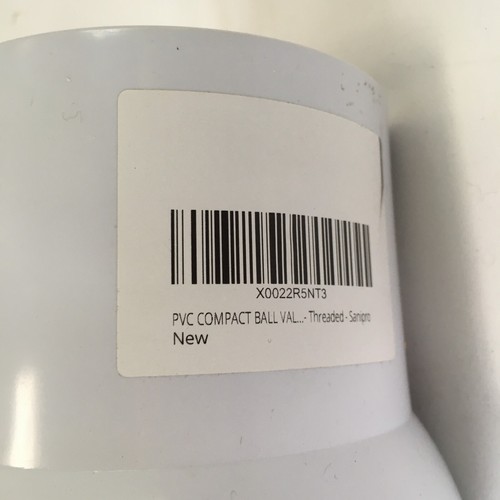 X0022R5NT3
PVC COMPACT BALL VAL...- Threaded - Sanipro
New